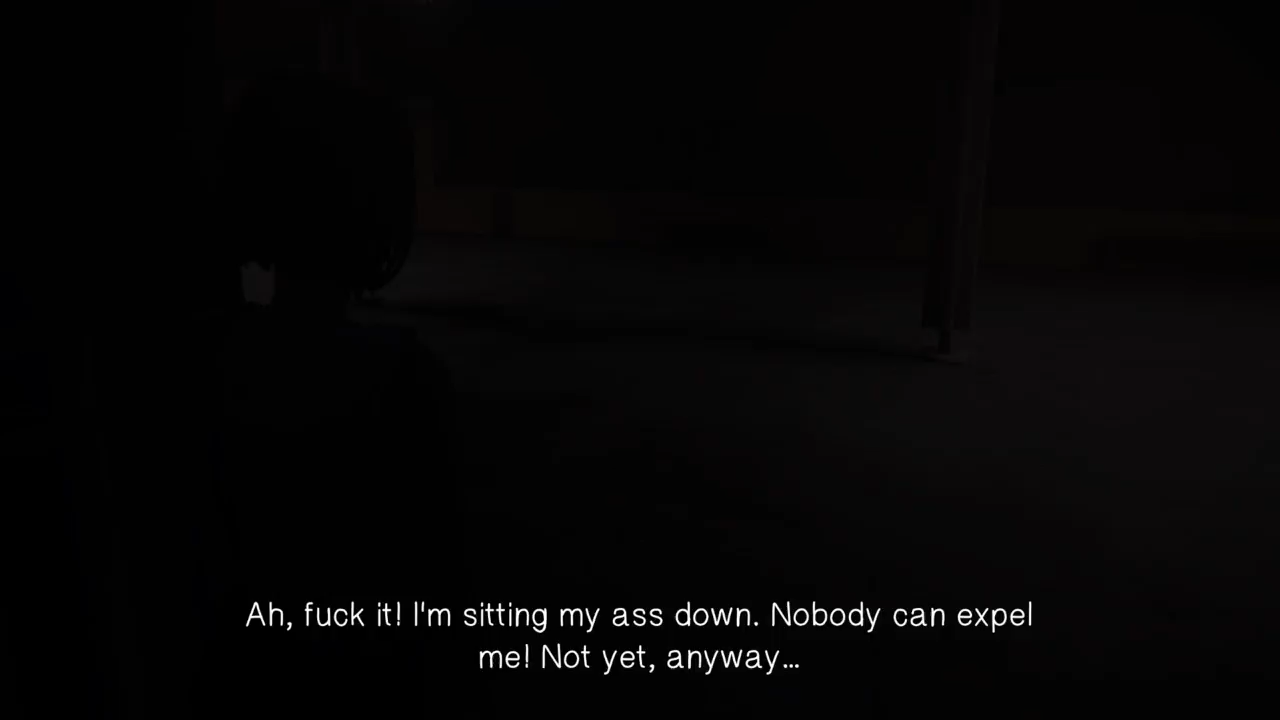 Ah, fuck it! I'm sitting my ass down. Nobody can expel
me! Not yet, anyway...